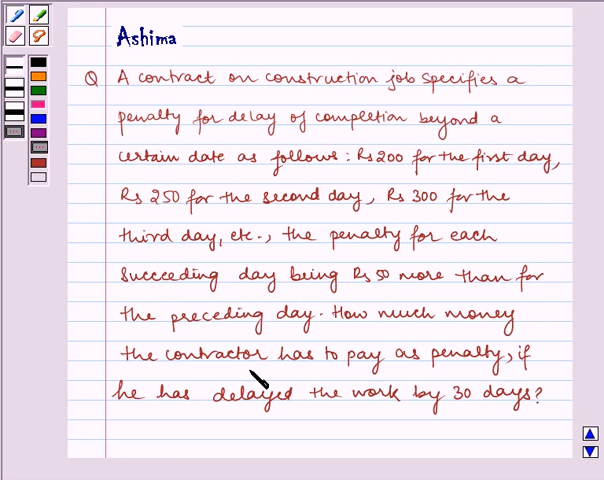 Ashima
Q A contract on construction job specifies a
penalty for delay of completion beyond a
certain date as follows: Rs 200 for the first day,
Rs 250 for the second day, Rs 300 for the
third day, etc., the penalty for each
succeeding day being Rs 50 more than for
the preceding day. How much money
the contractor has to pay as penalty, if
he has delayed the work by 30 days?